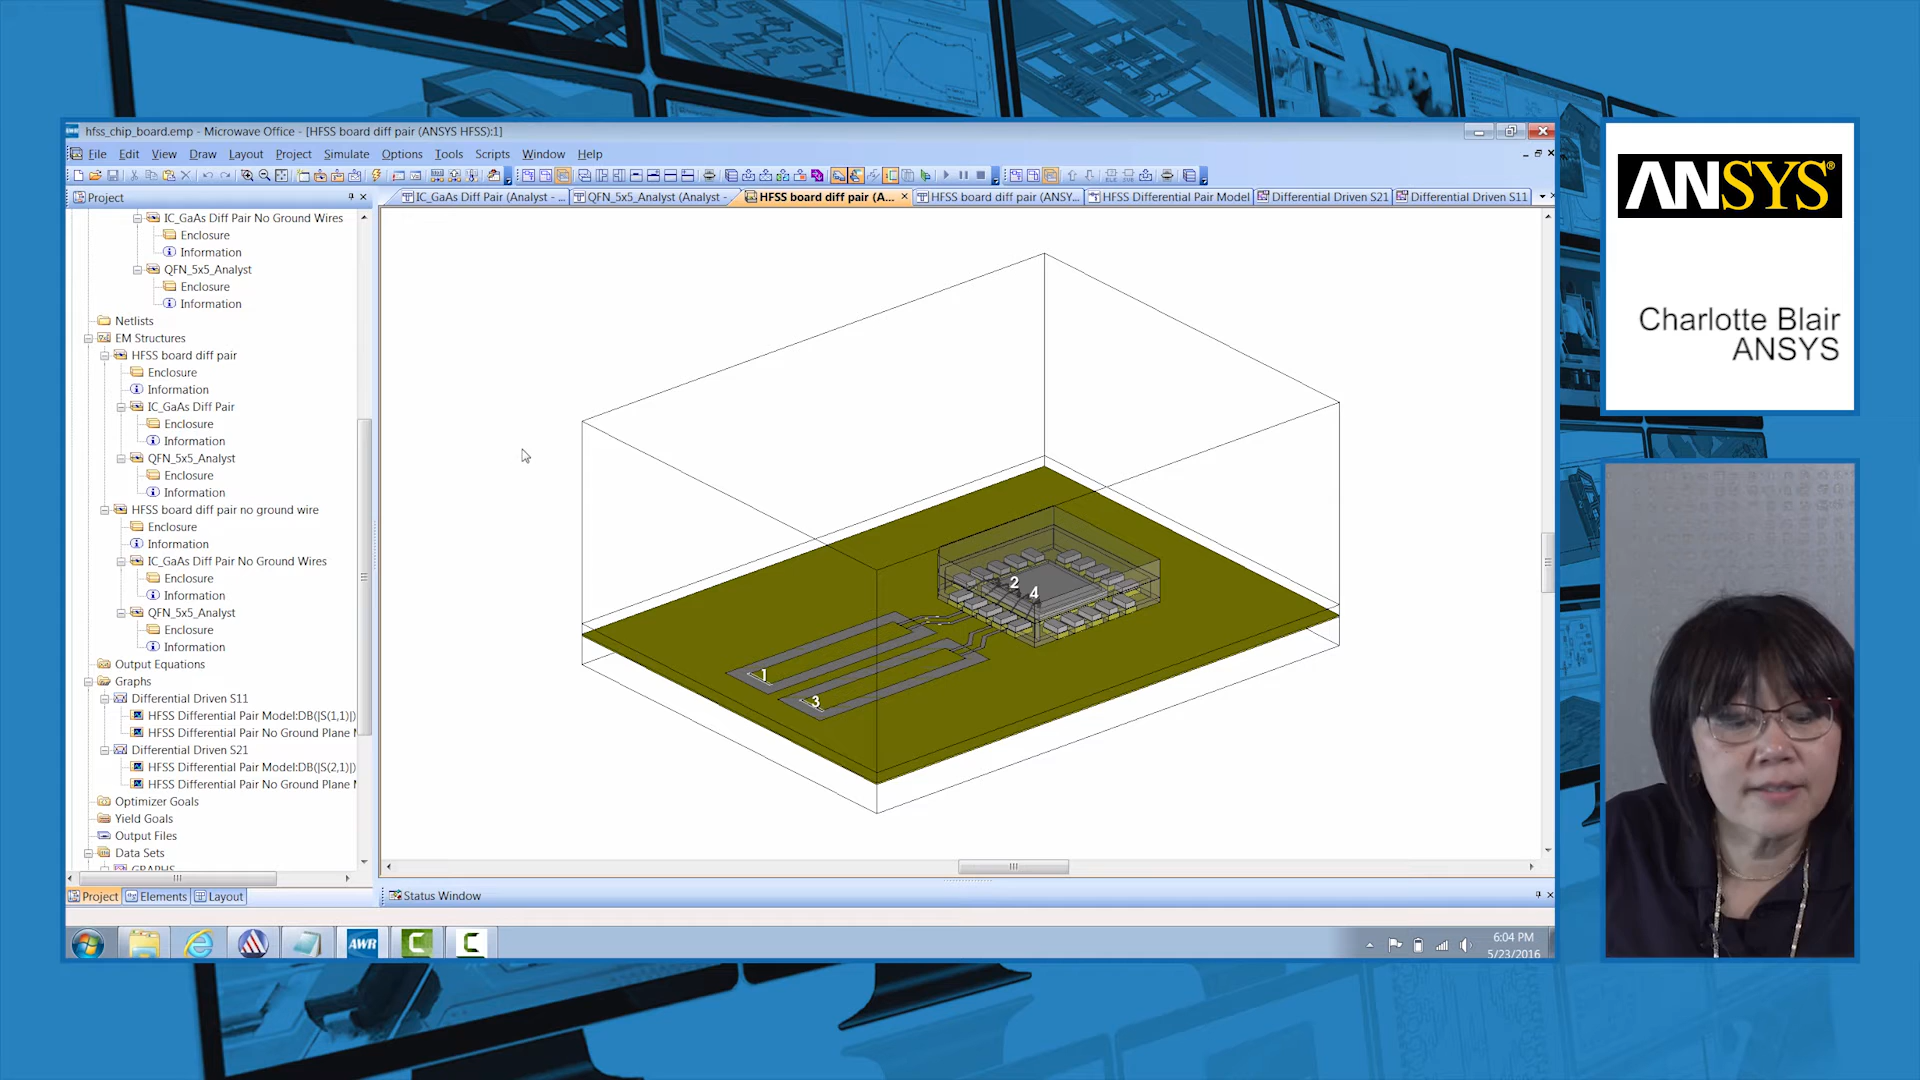 hfss_chip_board.emp - Microwave Office - [HFSS board diff pair (ANSYS HFSS):1]
File Edit View Draw Layout Project Simulate Options Tools Scripts Window Help
Project
IC_GaAs Diff Pair (Analyst - ...
QFN_5x5_Analyst (Analyst - ...
HFSS board diff pair (A...
HFSS board diff pair (ANSY...
HFSS Differential Pair Model
Differential Driven S21
Differential Driven S11
IC_GaAs Diff Pair No Ground Wires
Enclosure
Information
QFN_5x5_Analyst
Enclosure
Information
Netlists
EM Structures
HFSS board diff pair
Enclosure
Information
IC_GaAs Diff Pair
Enclosure
Information
QFN_5x5_Analyst
Enclosure
Information
HFSS board diff pair no ground wire
Enclosure
Information
IC_GaAs Diff Pair No Ground Wires
Enclosure
Information
QFN_5x5_Analyst
Enclosure
Information
Output Equations
Graphs
Differential Driven S11
HFSS Differential Pair Model:DB(|S(1,1)|)
HFSS Differential Pair No Ground Plane
Differential Driven S21
HFSS Differential Pair Model:DB(|S(2,1)|)
HFSS Differential Pair No Ground Plane
Optimizer Goals
Yield Goals
Output Files
Data Sets
GRAPHS
Project Elements Layout
2
4
1
3
Status Window
AWR
6:04 PM
5/23/2016
ANSYS®
Charlotte Blair
ANSYS